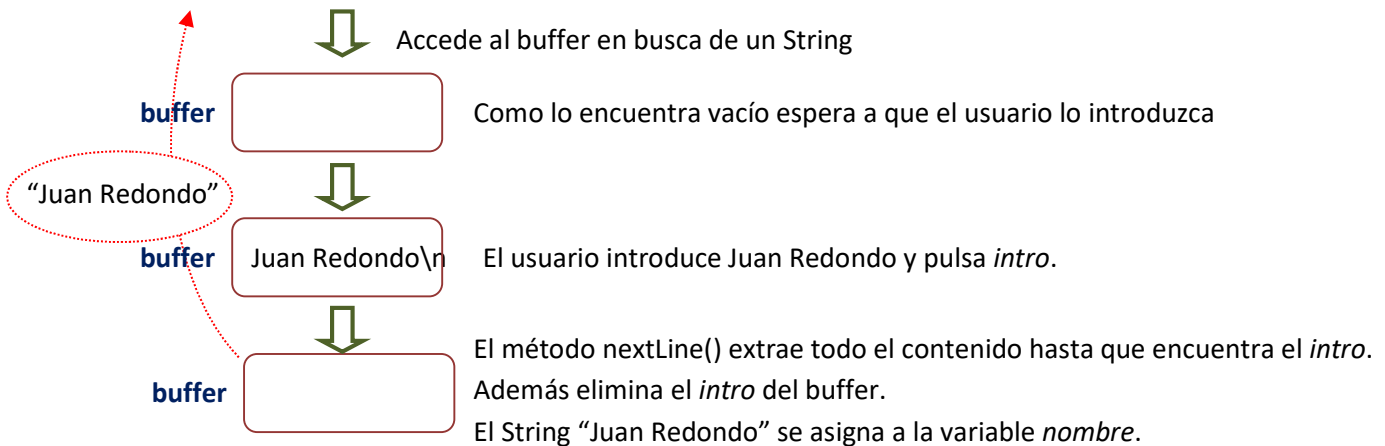 Accede al buffer en busca de un String
buffer
Como lo encuentra vacío espera a que el usuario lo introduzca
“Juan Redondo”
buffer
Juan Redondo\n
El usuario introduce Juan Redondo y pulsa intro.
El método nextLine() extrae todo el contenido hasta que encuentra el intro.
buffer
Además elimina el intro del buffer.
El String “Juan Redondo” se asigna a la variable nombre.